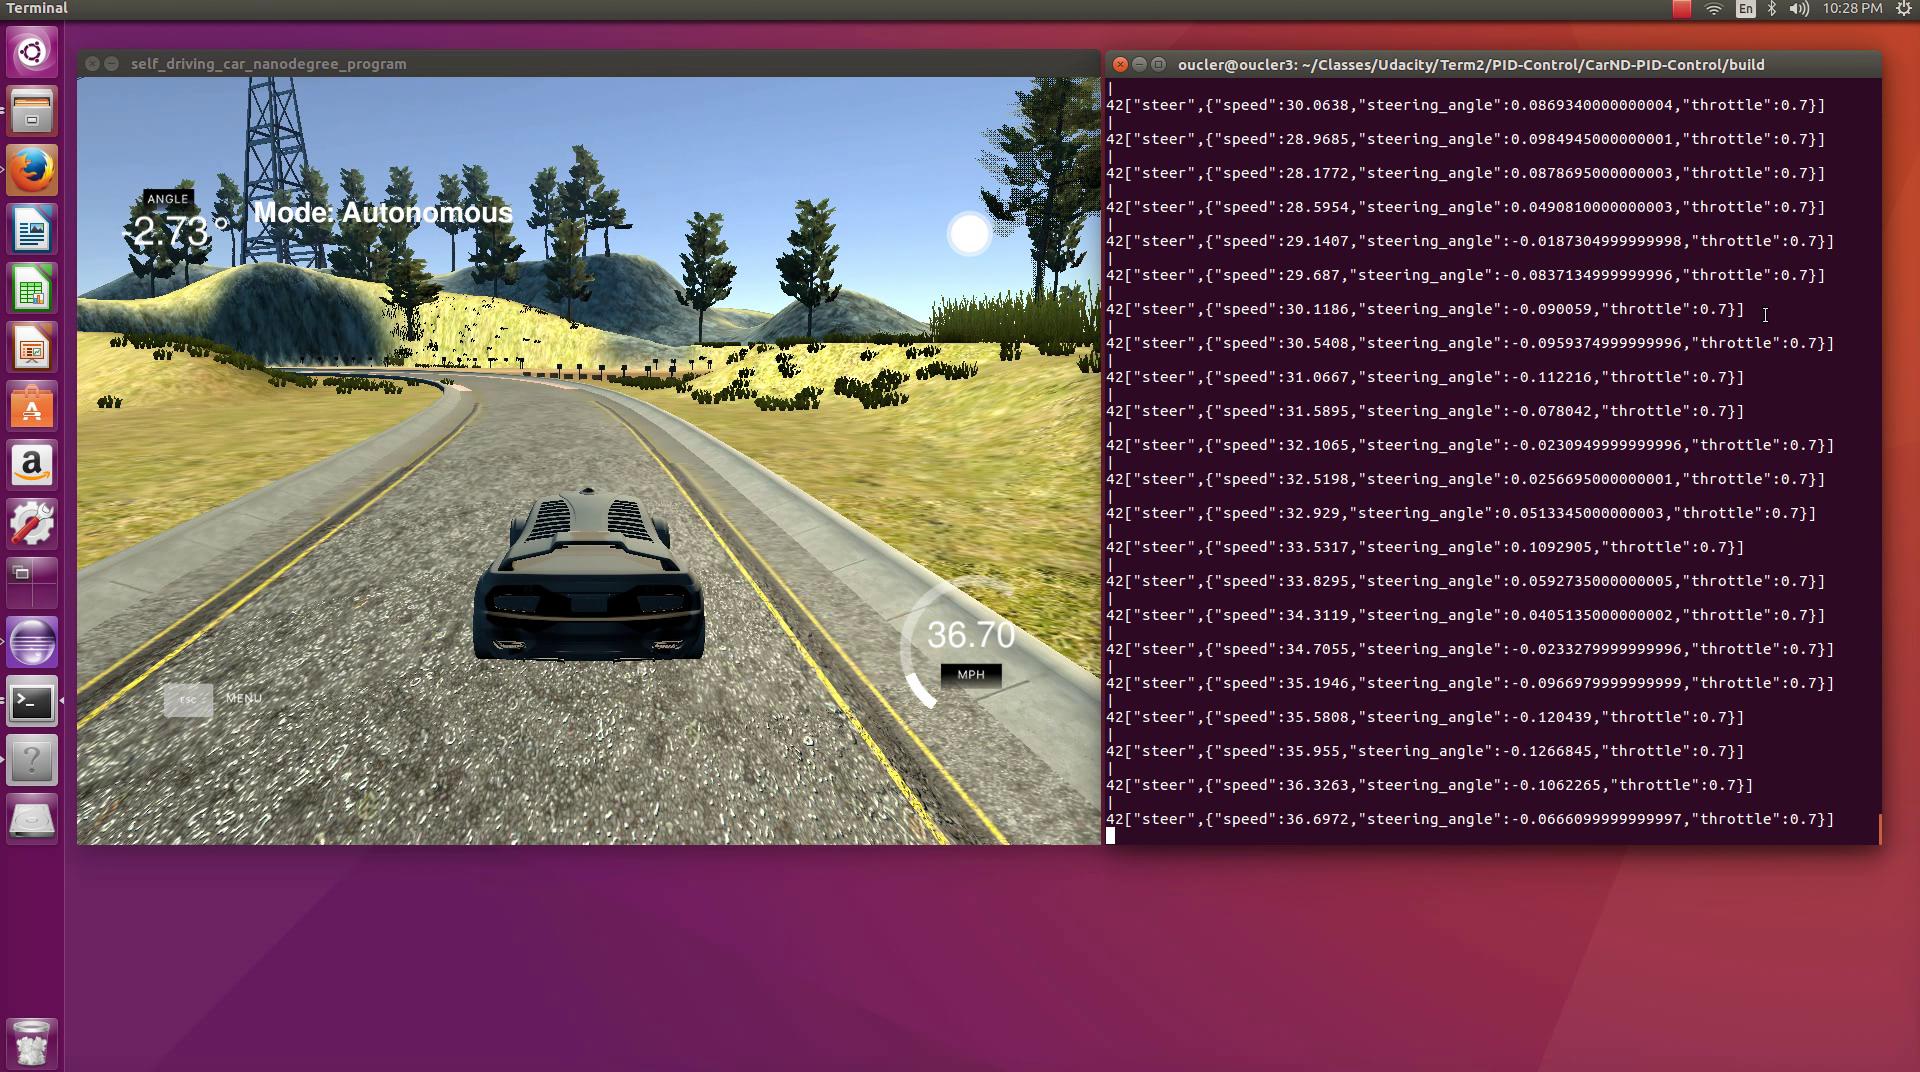 Terminal
En
10:28 PM
self_driving_car_nanodegree_program
ANGLE
-2.73°
Mode: Autonomous
36.70
MPH
ESC
MENU
oucler@oucler3: ~/Classes/Udacity/Term2/PID-Control/CarND-PID-Control/build
|
42["steer",{"speed":30.0638,"steering_angle":0.0869340000000004,"throttle":0.7}]
|
42["steer",{"speed":28.9685,"steering_angle":0.0984945000000001,"throttle":0.7}]
|
42["steer",{"speed":28.1772,"steering_angle":0.0878695000000003,"throttle":0.7}]
|
42["steer",{"speed":28.5954,"steering_angle":0.0490810000000003,"throttle":0.7}]
|
42["steer",{"speed":29.1407,"steering_angle":-0.0187304999999998,"throttle":0.7}]
|
42["steer",{"speed":29.687,"steering_angle":-0.0837134999999996,"throttle":0.7}]
|
42["steer",{"speed":30.1186,"steering_angle":-0.090059,"throttle":0.7}]
|
42["steer",{"speed":30.5408,"steering_angle":-0.0959374999999996,"throttle":0.7}]
|
42["steer",{"speed":31.0667,"steering_angle":-0.112216,"throttle":0.7}]
|
42["steer",{"speed":31.5895,"steering_angle":-0.078042,"throttle":0.7}]
|
42["steer",{"speed":32.1065,"steering_angle":-0.0230949999999996,"throttle":0.7}]
|
42["steer",{"speed":32.5198,"steering_angle":0.0256695000000001,"throttle":0.7}]
|
42["steer",{"speed":32.929,"steering_angle":0.0513345000000003,"throttle":0.7}]
|
42["steer",{"speed":33.5317,"steering_angle":0.1092905,"throttle":0.7}]
|
42["steer",{"speed":33.8295,"steering_angle":0.0592735000000005,"throttle":0.7}]
|
42["steer",{"speed":34.3119,"steering_angle":0.0405135000000002,"throttle":0.7}]
|
42["steer",{"speed":34.7055,"steering_angle":-0.0233279999999996,"throttle":0.7}]
|
42["steer",{"speed":35.1946,"steering_angle":-0.0966979999999999,"throttle":0.7}]
|
42["steer",{"speed":35.5808,"steering_angle":-0.120439,"throttle":0.7}]
|
42["steer",{"speed":35.955,"steering_angle":-0.1266845,"throttle":0.7}]
|
42["steer",{"speed":36.3263,"steering_angle":-0.1062265,"throttle":0.7}]
|
42["steer",{"speed":36.6972,"steering_angle":-0.0666099999999997,"throttle":0.7}]